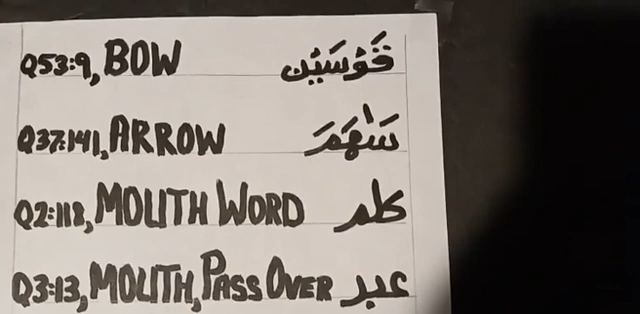 Q53:9, BOW قَوْسَيْن
Q37:141, ARROW سَاهَمَ
Q2:118, MOUTH WORD كلم
Q3:13, MOUTH, PASS OVER عبر